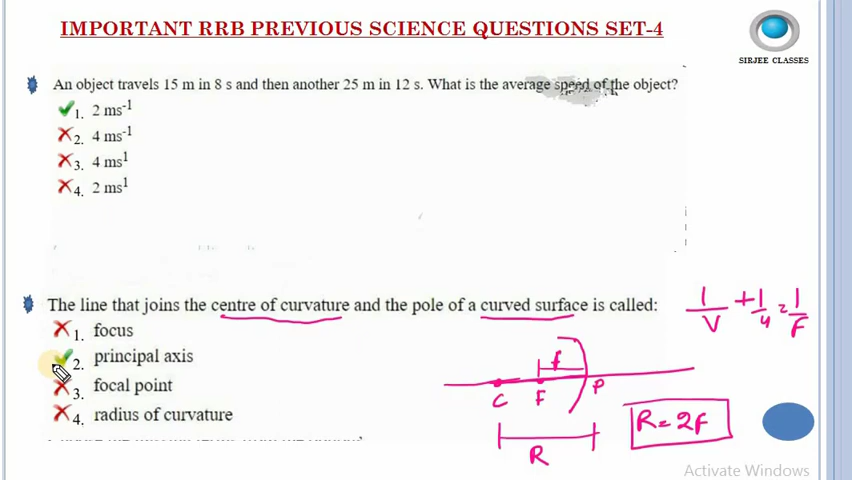 IMPORTANT RRB PREVIOUS SCIENCE QUESTIONS SET-4
SIRJEE CLASSES
An object travels 15 m in 8 s and then another 25 m in 12 s. What is the average speed of the object?
1. 2 ms⁻¹
2. 4 ms⁻¹
3. 4 ms¹
4. 2 ms¹
The line that joins the centre of curvature and the pole of a curved surface is called:
1. focus
2. principal axis
3. focal point
4. radius of curvature
1/V + 1/4 = 1/F
f
C F P
R
R = 2F
Activate Windows